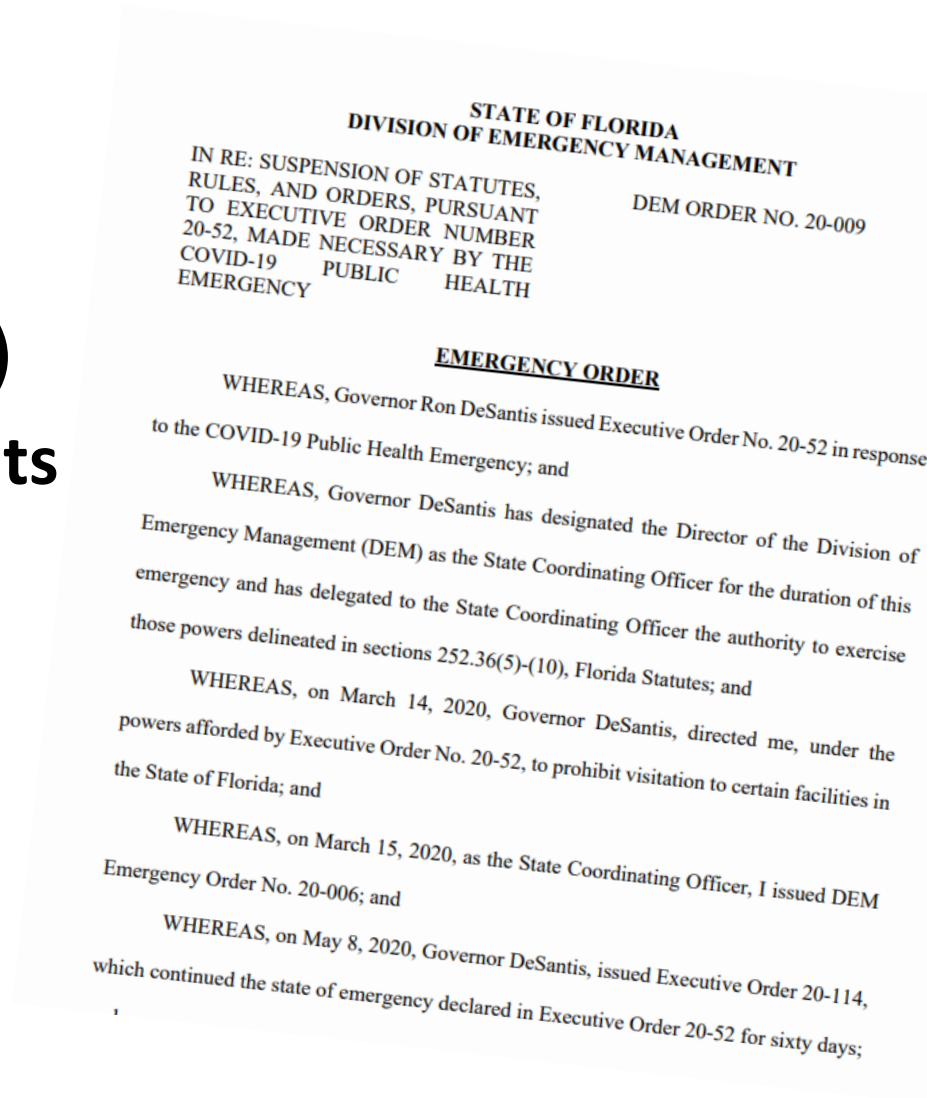 STATE OF FLORIDA
DIVISION OF EMERGENCY MANAGEMENT
IN RE: SUSPENSION OF STATUTES,
RULES, AND ORDERS, PURSUANT
TO EXECUTIVE ORDER NUMBER
20-52, MADE NECESSARY BY THE
COVID-19 PUBLIC HEALTH
EMERGENCY
DEM ORDER NO. 20-009
EMERGENCY ORDER
WHEREAS, Governor Ron DeSantis issued Executive Order No. 20-52 in response
to the COVID-19 Public Health Emergency; and
WHEREAS, Governor DeSantis has designated the Director of the Division of
Emergency Management (DEM) as the State Coordinating Officer for the duration of this
emergency and has delegated to the State Coordinating Officer the authority to exercise
those powers delineated in sections 252.36(5)-(10), Florida Statutes; and
WHEREAS, on March 14, 2020, Governor DeSantis, directed me, under the
powers afforded by Executive Order No. 20-52, to prohibit visitation to certain facilities in
the State of Florida; and
WHEREAS, on March 15, 2020, as the State Coordinating Officer, I issued DEM
Emergency Order No. 20-006; and
WHEREAS, on May 8, 2020, Governor DeSantis, issued Executive Order 20-114,
which continued the state of emergency declared in Executive Order 20-52 for sixty days;
)
ts